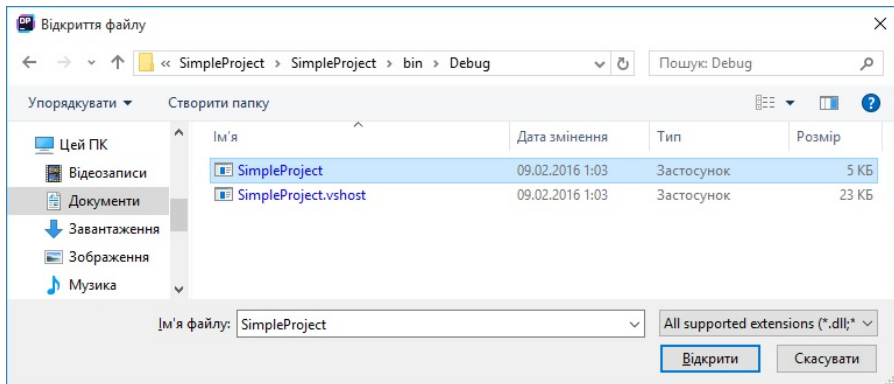 DP Відкриття файлу
« SimpleProject › SimpleProject › bin › Debug Пошук: Debug
Упорядкувати Створити папку
Ім'я Дата змінення Тип Розмір
Цей ПК
Відеозаписи
Документи
Завантаження
Зображення
Музика
SimpleProject 09.02.2016 1:03 Застосунок 5 КБ
SimpleProject.vshost 09.02.2016 1:03 Застосунок 23 КБ
Ім'я файлу: SimpleProject All supported extensions (*.dll;*
Відкрити Скасувати